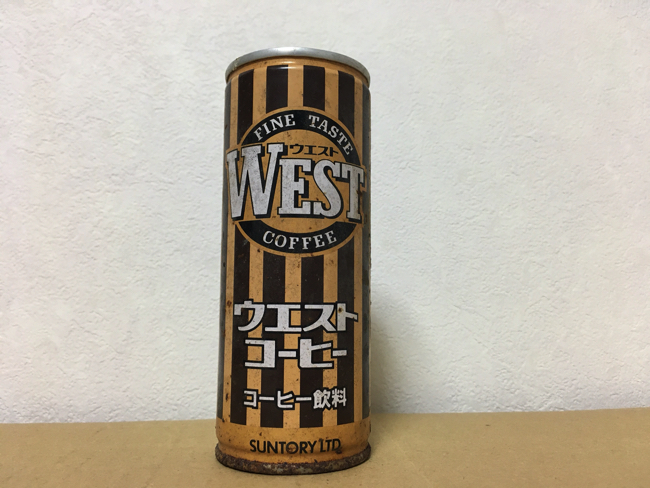 FINE TASTE
ウエスト
WEST
COFFEE
ウエスト
コーヒー
コーヒー飲料
SUNTORY LTD